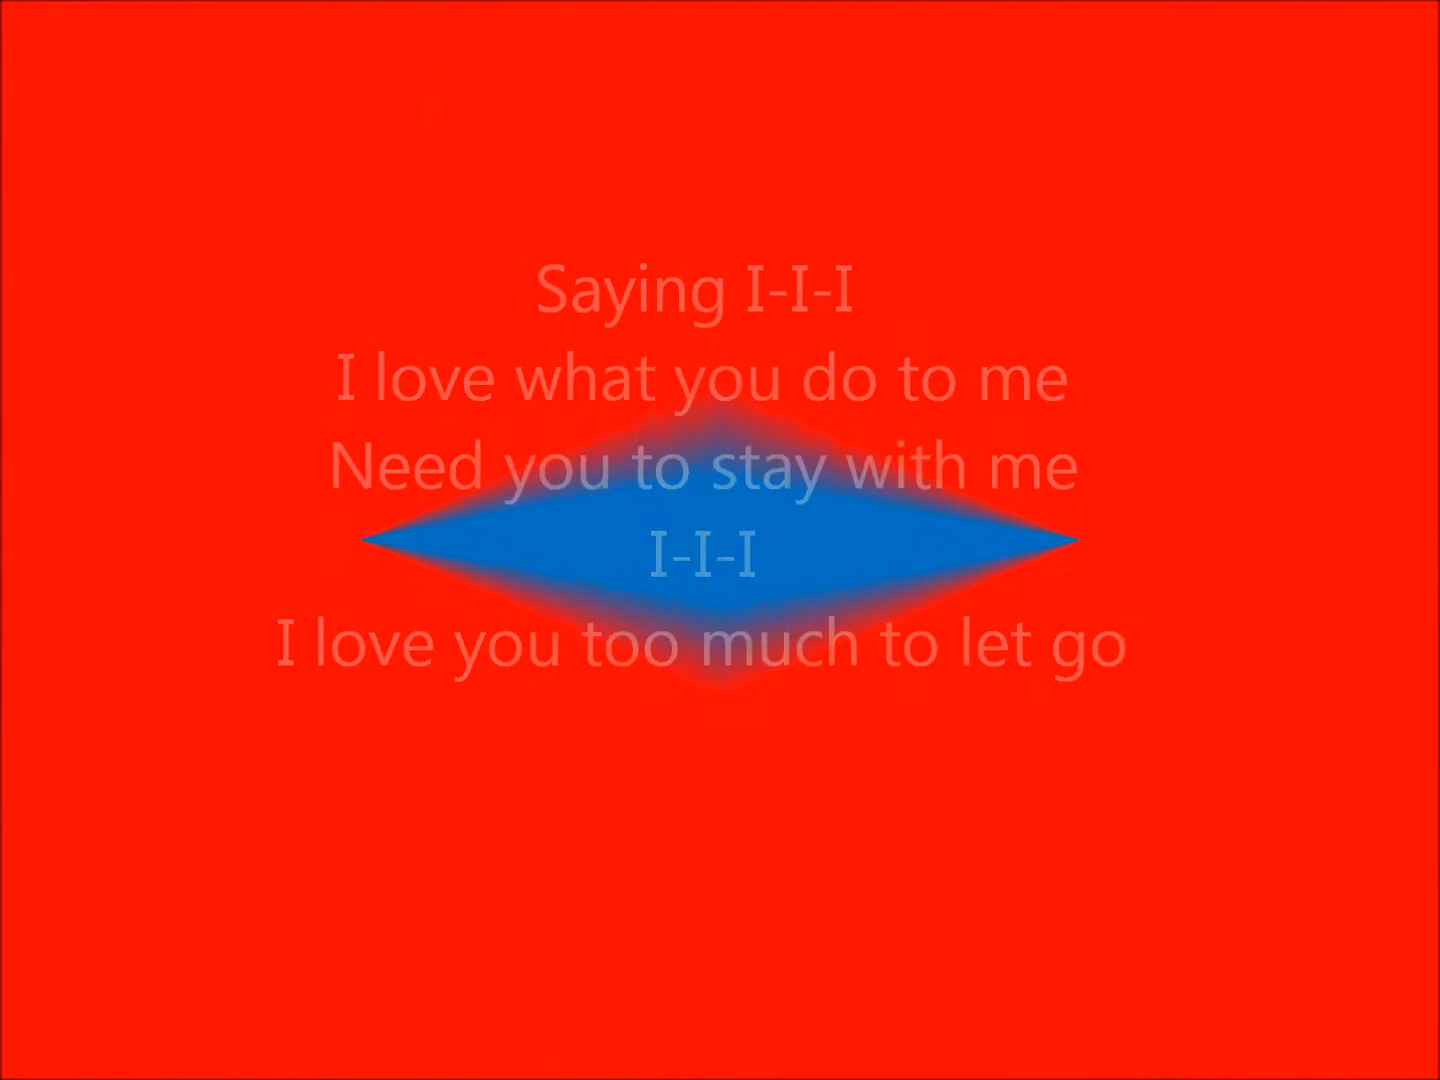 Saying I-I-I
I love what you do to me
Need you to stay with me
I-I-I
I love you too much to let go